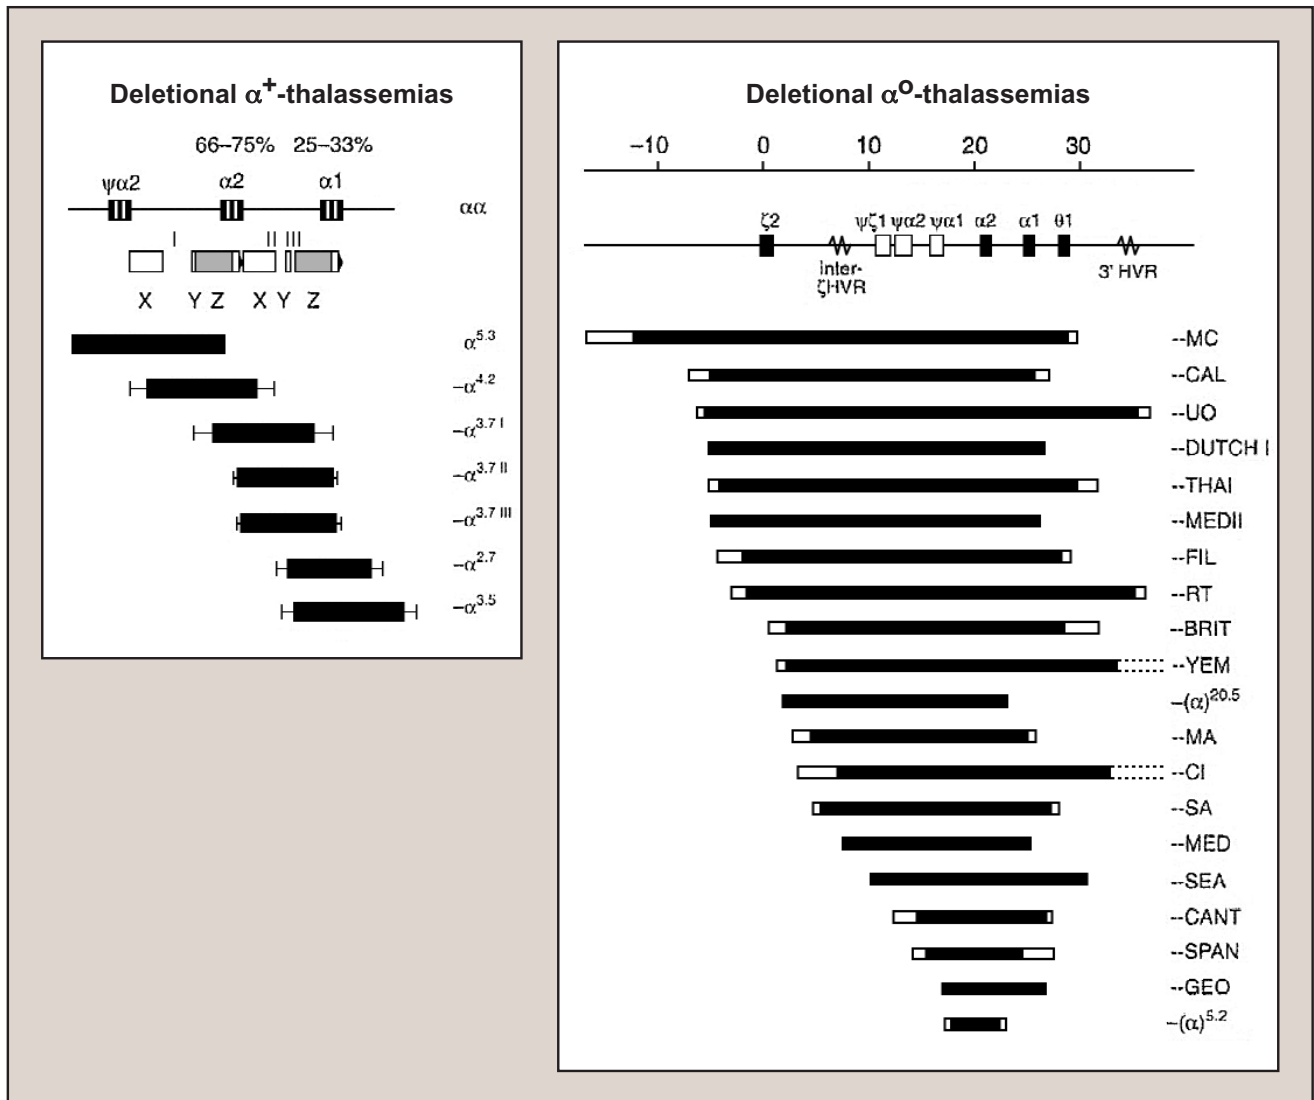 Deletional α⁺-thalassemias
66–75% 25–33%
ψα2 α2 α1
αα
I II III
X Y Z X Y Z
α5.3
–α4.2
–α3.7 I
–α3.7 II
–α3.7 III
–α2.7
–α3.5
Deletional αᴼ-thalassemias
–10 0 10 20 30
ζ2 ψζ1 ψα2 ψα1 α2 α1 θ1
Inter-
ζHVR
3' HVR
--MC
--CAL
--UO
--DUTCH I
--THAI
--MEDII
--FIL
--RT
--BRIT
--YEM
–(α)20.5
--MA
--CI
--SA
--MED
--SEA
--CANT
--SPAN
--GEO
–(α)5.2